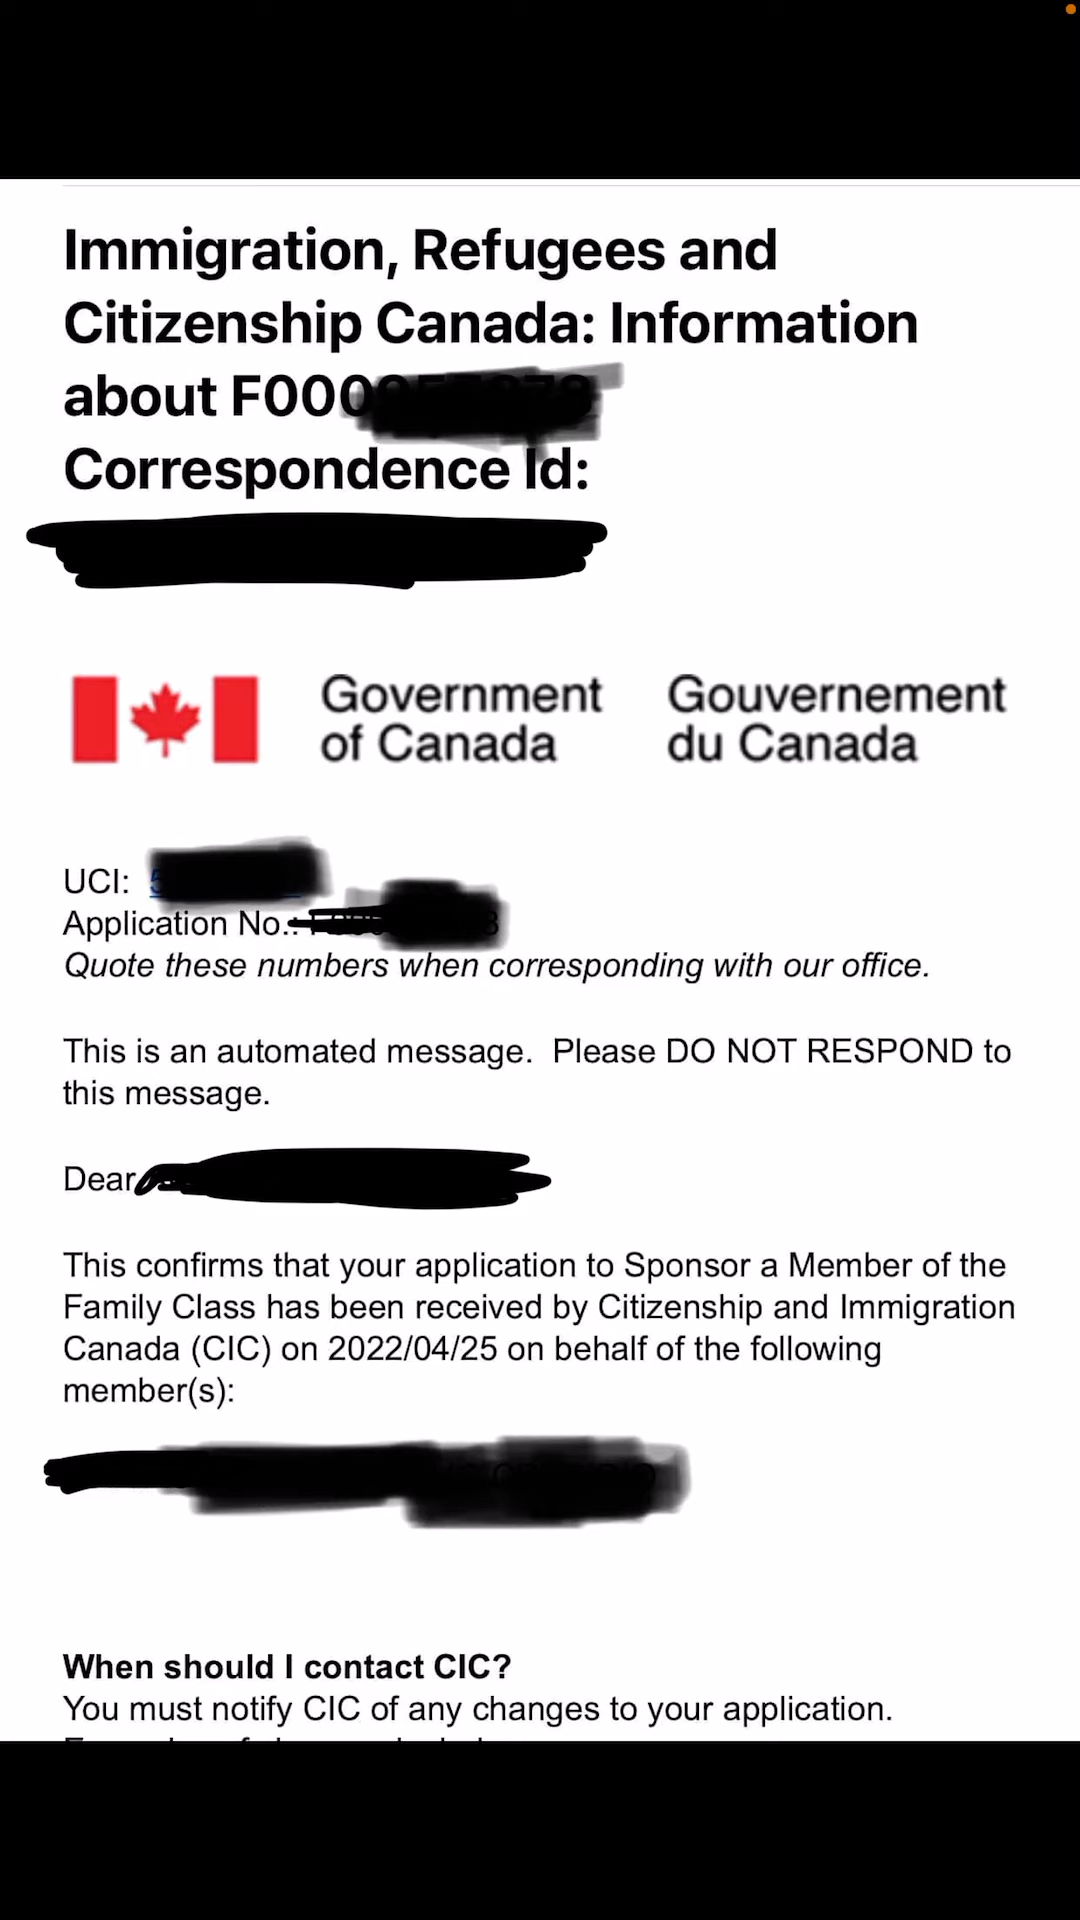 Immigration, Refugees and
Citizenship Canada: Information
about F000
Correspondence Id:
Government Gouvernement
of Canada du Canada
UCI:
Application No.:
Quote these numbers when corresponding with our office.
This is an automated message.  Please DO NOT RESPOND to
this message.
Dear
This confirms that your application to Sponsor a Member of the
Family Class has been received by Citizenship and Immigration
Canada (CIC) on 2022/04/25 on behalf of the following
member(s):
When should I contact CIC?
You must notify CIC of any changes to your application.